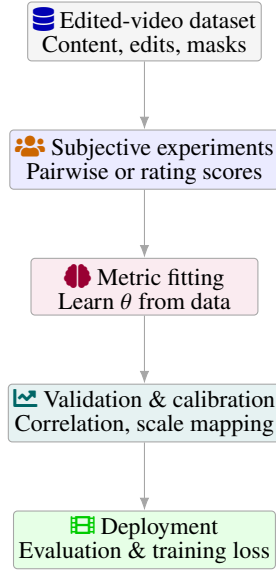 Edited-video dataset
Content, edits, masks
Subjective experiments
Pairwise or rating scores
Metric fitting
Learn θ from data
Validation & calibration
Correlation, scale mapping
Deployment
Evaluation & training loss